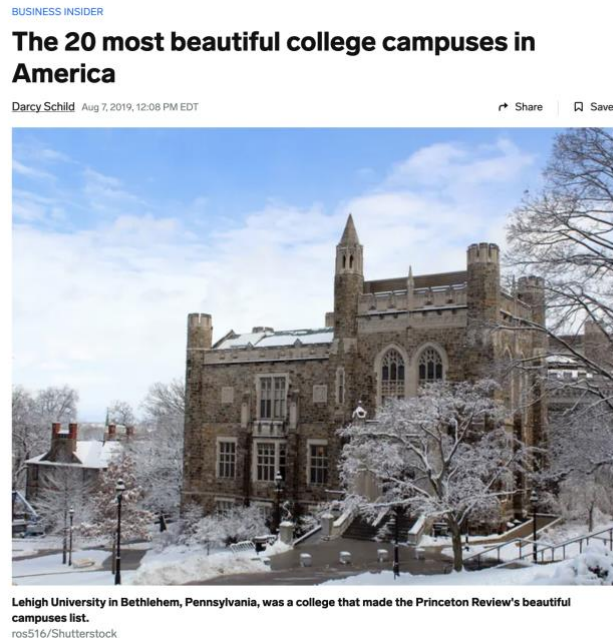 BUSINESS INSIDER
The 20 most beautiful college campuses in
America
Darcy Schild Aug 7, 2019, 12:08 PM EDT Share Save
Lehigh University in Bethlehem, Pennsylvania, was a college that made the Princeton Review's beautiful
campuses list.
ros516/Shutterstock